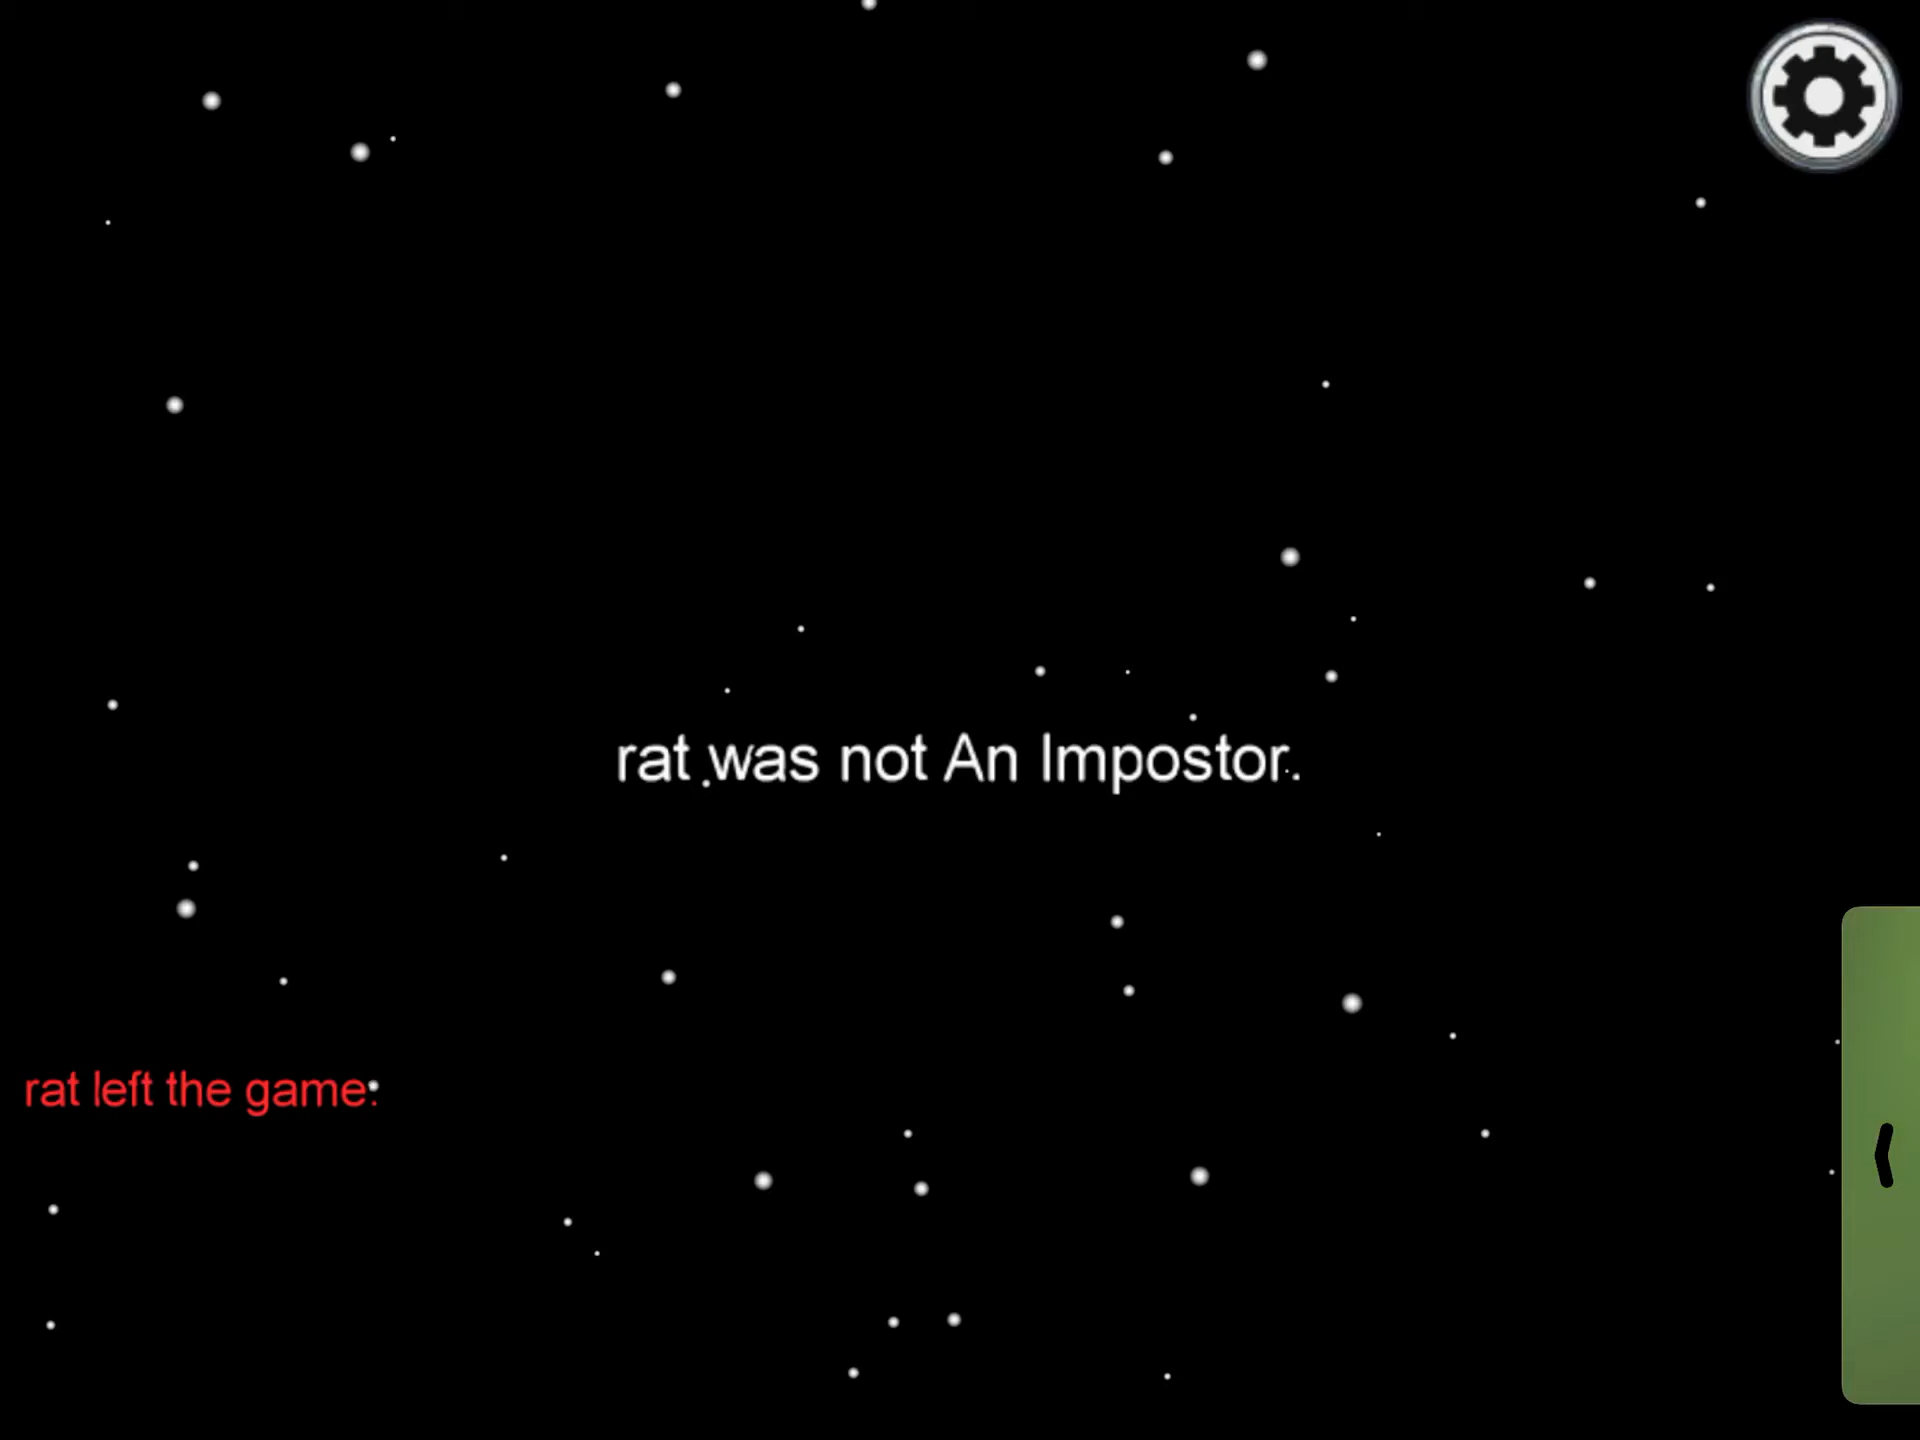 rat was not An Impostor.
rat left the game.